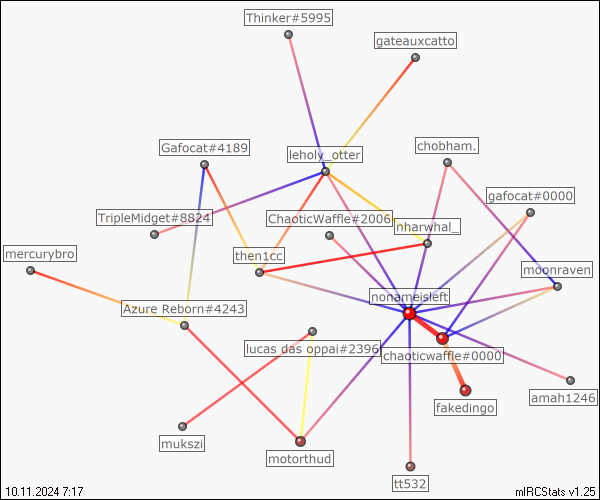 Thinker#5995
gateauxcatto
Gafocat#4189
leholy_otter
chobham.
gafocat#0000
TripleMidget#8824
ChaoticWaffle#2006
nharwhal_
mercurybro
then1cc
moonraven
nonameisleft
Azure Reborn#4243
lucas das oppai#2396
chaoticwaffle#0000
amah1246
fakedingo
mukszi
motorthud
tt532
10.11.2024 7:17
mIRCStats v1.25